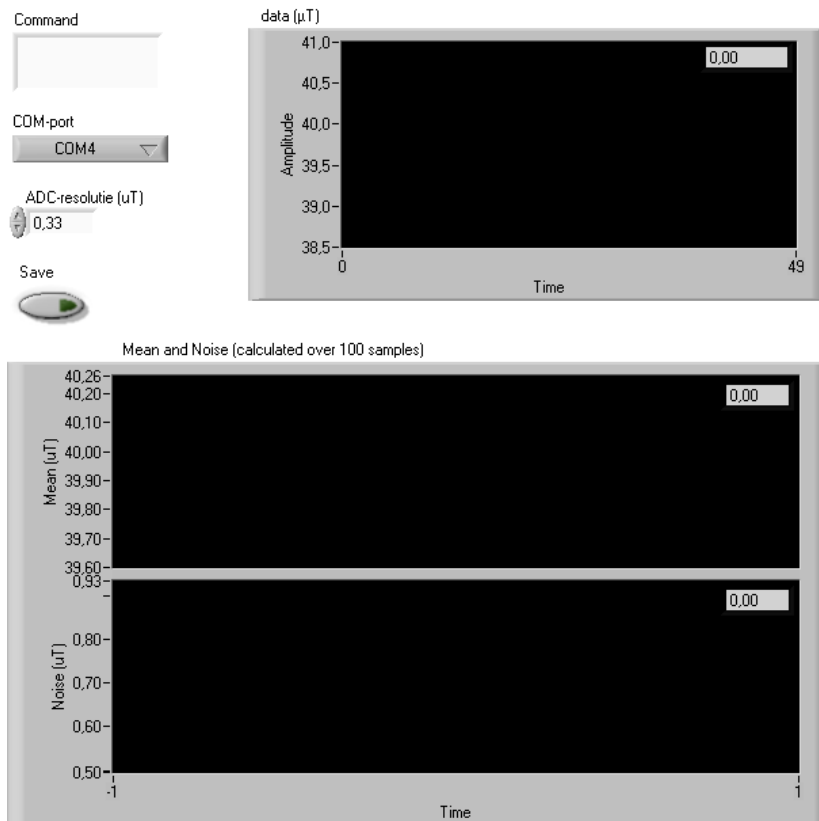 Command
COM-port
COM4
ADC-resolutie (uT)
0,33
Save
data (µT)
0,00
Amplitude
41,0
40,5
40,0
39,5
39,0
38,5
0
49
Time
Mean and Noise (calculated over 100 samples)
0,00
Mean (uT)
40,26
40,20
40,10
40,00
39,90
39,80
39,70
39,60
0,00
Noise (uT)
0,93
0,80
0,70
0,60
0,50
-1
1
Time